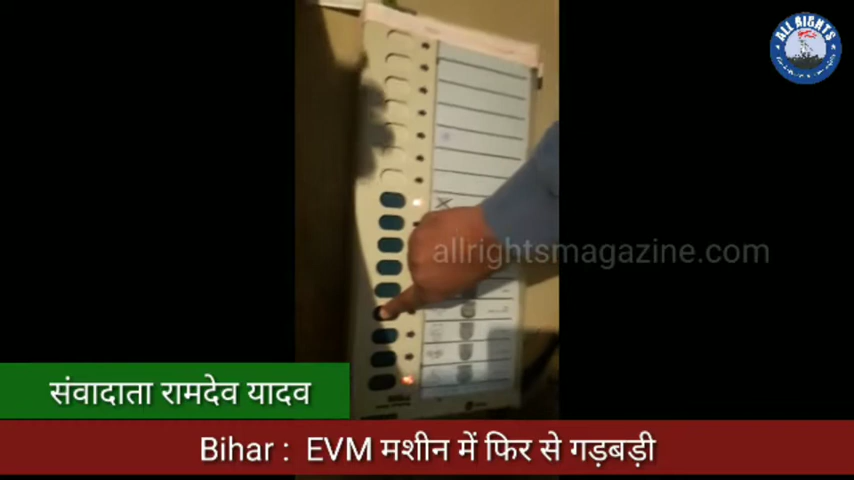 ALL RIGHTS
allrightsmagazine.com
संवादाता रामदेव यादव
Bihar : EVM मशीन में फिर से गड़बड़ी